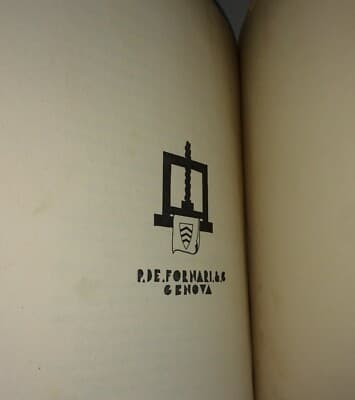 P. DE. FORNARI. & C
GENOVA